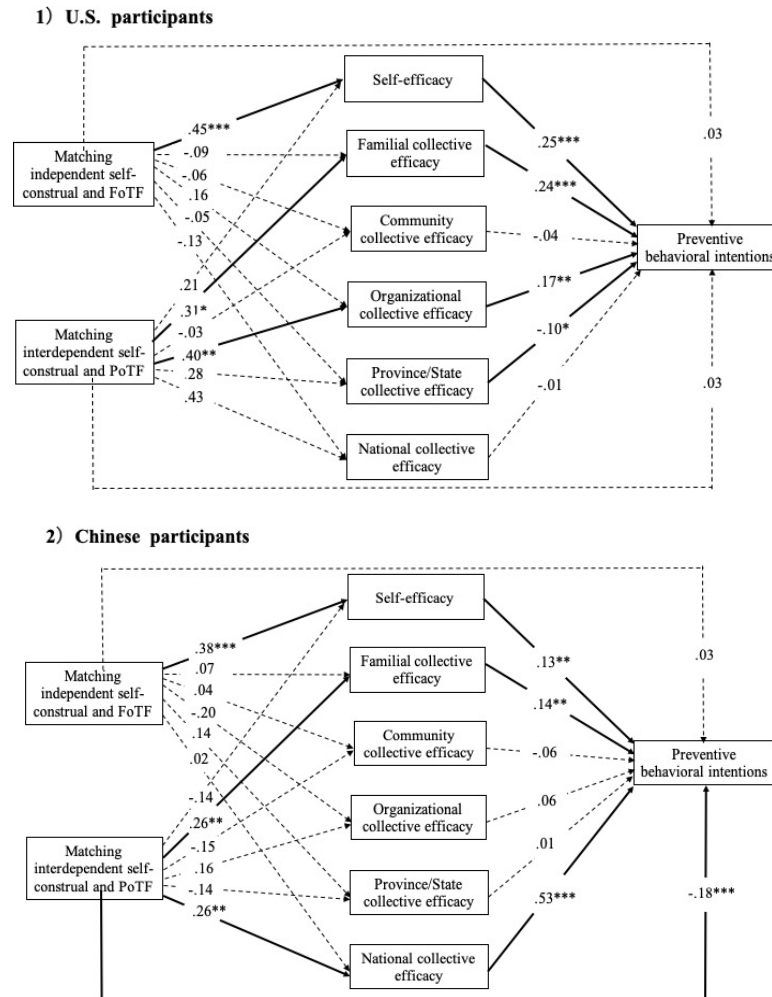 1）U.S. participants
Self-efficacy
.45***
.25***
.03
Matching
independent self-
construal and FoTF
-.09
Familial collective
efficacy
.24***
-.06
.16
-.05
-.13
Community
collective efficacy
-.04
Preventive
behavioral intentions
.21
.31*
-.03
.40**
.28
.43
Matching
interdependent self-
construal and PoTF
Organizational
collective efficacy
.17**
-.10*
Province/State
collective efficacy
-.01
.03
National collective
efficacy
2）Chinese participants
Self-efficacy
.38***
.13**
.03
Matching
independent self-
construal and FoTF
.07
.04
-.20
.14
.02
Familial collective
efficacy
.14**
Community
collective efficacy
-.06
Preventive
behavioral intentions
-.14
.26**
-.15
.16
-.14
.26**
Matching
interdependent self-
construal and PoTF
Organizational
collective efficacy
.06
.01
Province/State
collective efficacy
.53***
-.18***
National collective
efficacy